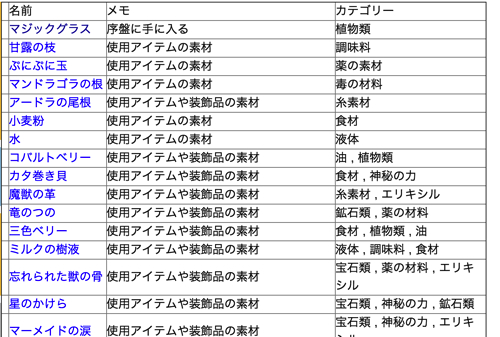 名前 メモ カテゴリー
マジックグラス 序盤に手に入る 植物類
甘露の枝 使用アイテムの素材 調味料
ぷにぷに玉 使用アイテムの素材 薬の素材
マンドラゴラの根 使用アイテムの素材 毒の材料
アードラの尾根 使用アイテムや装飾品の素材 糸素材
小麦粉 使用アイテムの素材 食材
水 使用アイテムの素材 液体
コバルトベリー 使用アイテムや装飾品の素材 油 , 植物類
カタ巻き貝 使用アイテムや装飾品の素材 食材 , 神秘の力
魔獣の革 使用アイテムや装飾品の素材 糸素材 , エリキシル
竜のつの 使用アイテムや装飾品の素材 鉱石類 , 薬の材料
三色ベリー 使用アイテムや装飾品の素材 食材 , 植物類 , 油
ミルクの樹液 使用アイテムや装飾品の素材 液体 , 調味料 , 食材
忘れられた獣の骨 使用アイテムや装飾品の素材 宝石類 , 薬の材料 , エリキ
シル
星のかけら 使用アイテムや装飾品の素材 宝石類 , 神秘の力 , 鉱石類
マーメイドの涙 使用アイテムや装飾品の素材 宝石類 , 神秘の力 , エリキ